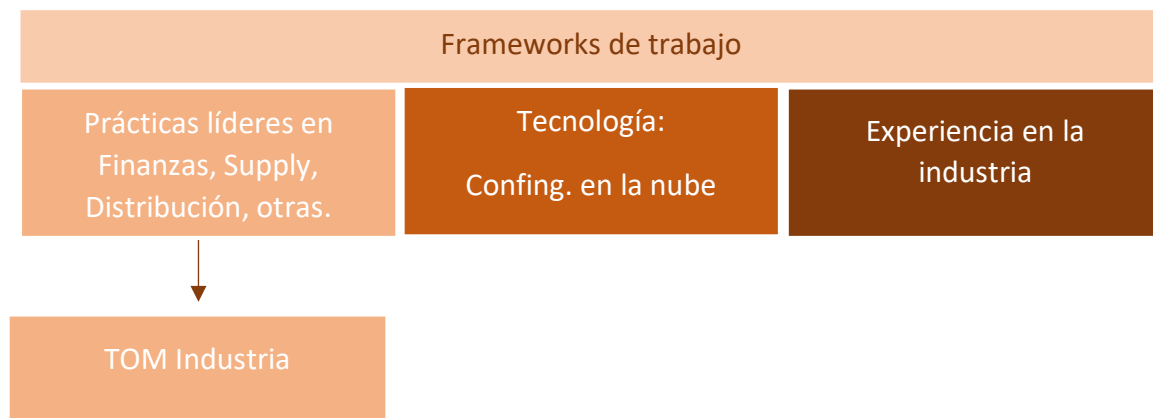 Frameworks de trabajo
Prácticas líderes en
Finanzas, Supply,
Distribución, otras.
Tecnología:
Confing. en la nube
Experiencia en la
industria
TOM Industria